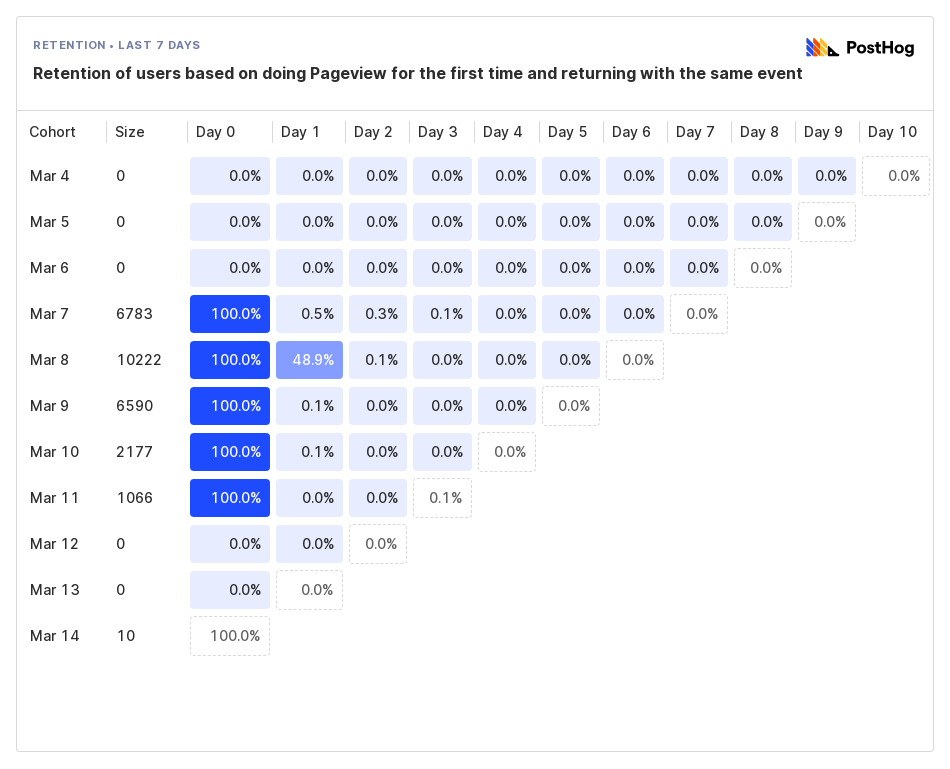 RETENTION • LAST 7 DAYS
PostHog
Retention of users based on doing Pageview for the first time and returning with the same event
Cohort Size Day 0 Day 1 Day 2 Day 3 Day 4 Day 5 Day 6 Day 7 Day 8 Day 9 Day 10
Mar 4 0 0.0% 0.0% 0.0% 0.0% 0.0% 0.0% 0.0% 0.0% 0.0% 0.0% 0.0%
Mar 5 0 0.0% 0.0% 0.0% 0.0% 0.0% 0.0% 0.0% 0.0% 0.0% 0.0%
Mar 6 0 0.0% 0.0% 0.0% 0.0% 0.0% 0.0% 0.0% 0.0% 0.0%
Mar 7 6783 100.0% 0.5% 0.3% 0.1% 0.0% 0.0% 0.0% 0.0%
Mar 8 10222 100.0% 48.9% 0.1% 0.0% 0.0% 0.0% 0.0%
Mar 9 6590 100.0% 0.1% 0.0% 0.0% 0.0% 0.0%
Mar 10 2177 100.0% 0.1% 0.0% 0.0% 0.0%
Mar 11 1066 100.0% 0.0% 0.0% 0.1%
Mar 12 0 0.0% 0.0% 0.0%
Mar 13 0 0.0% 0.0%
Mar 14 10 100.0%